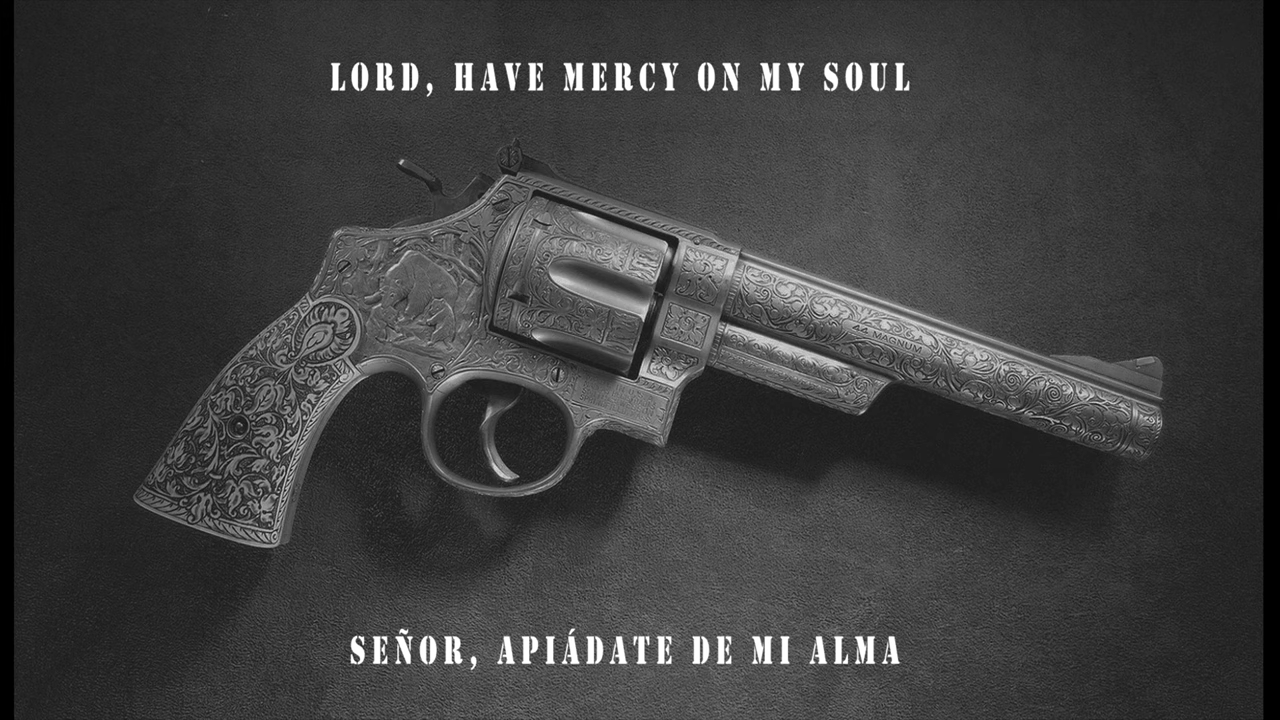 LORD, HAVE MERCY ON MY SOUL
44 MAGNUM
SEÑOR, APIÁDATE DE MI ALMA